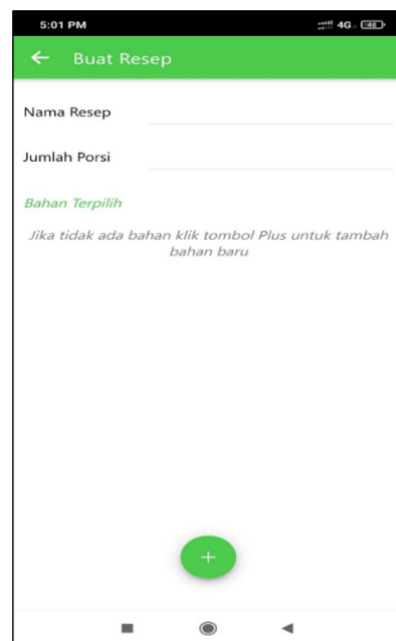 5:01 PM 4G 48
Buat Resep
Nama Resep
Jumlah Porsi
Bahan Terpilih
Jika tidak ada bahan klik tombol Plus untuk tambah
bahan baru
+